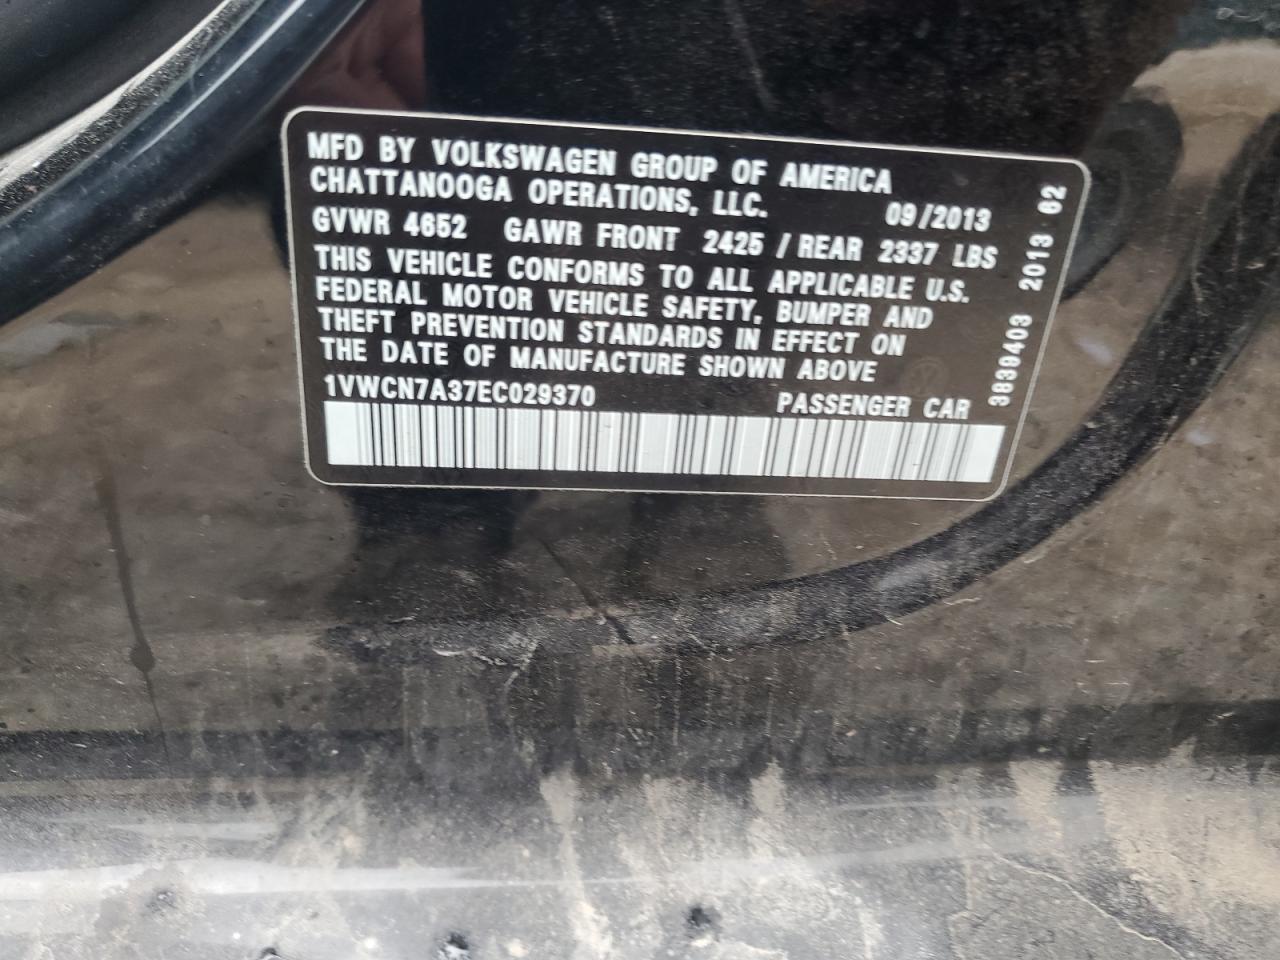 MFD BY VOLKSWAGEN GROUP OF AMERICA
CHATTANOOGA OPERATIONS, LLC. 09/2013
GVWR 4652 GAWR FRONT 2425 / REAR 2337 LBS
THIS VEHICLE CONFORMS TO ALL APPLICABLE U.S.
FEDERAL MOTOR VEHICLE SAFETY, BUMPER AND
THEFT PREVENTION STANDARDS IN EFFECT ON
THE DATE OF MANUFACTURE SHOWN ABOVE
1VWCN7A37EC029370 PASSENGER CAR
3839403 2013 62